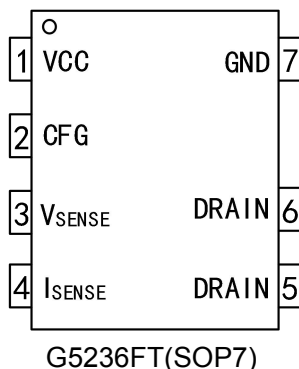 1 VCC GND 7
2 CFG
3 VSENSE DRAIN 6
4 ISENSE DRAIN 5
G5236FT(SOP7)